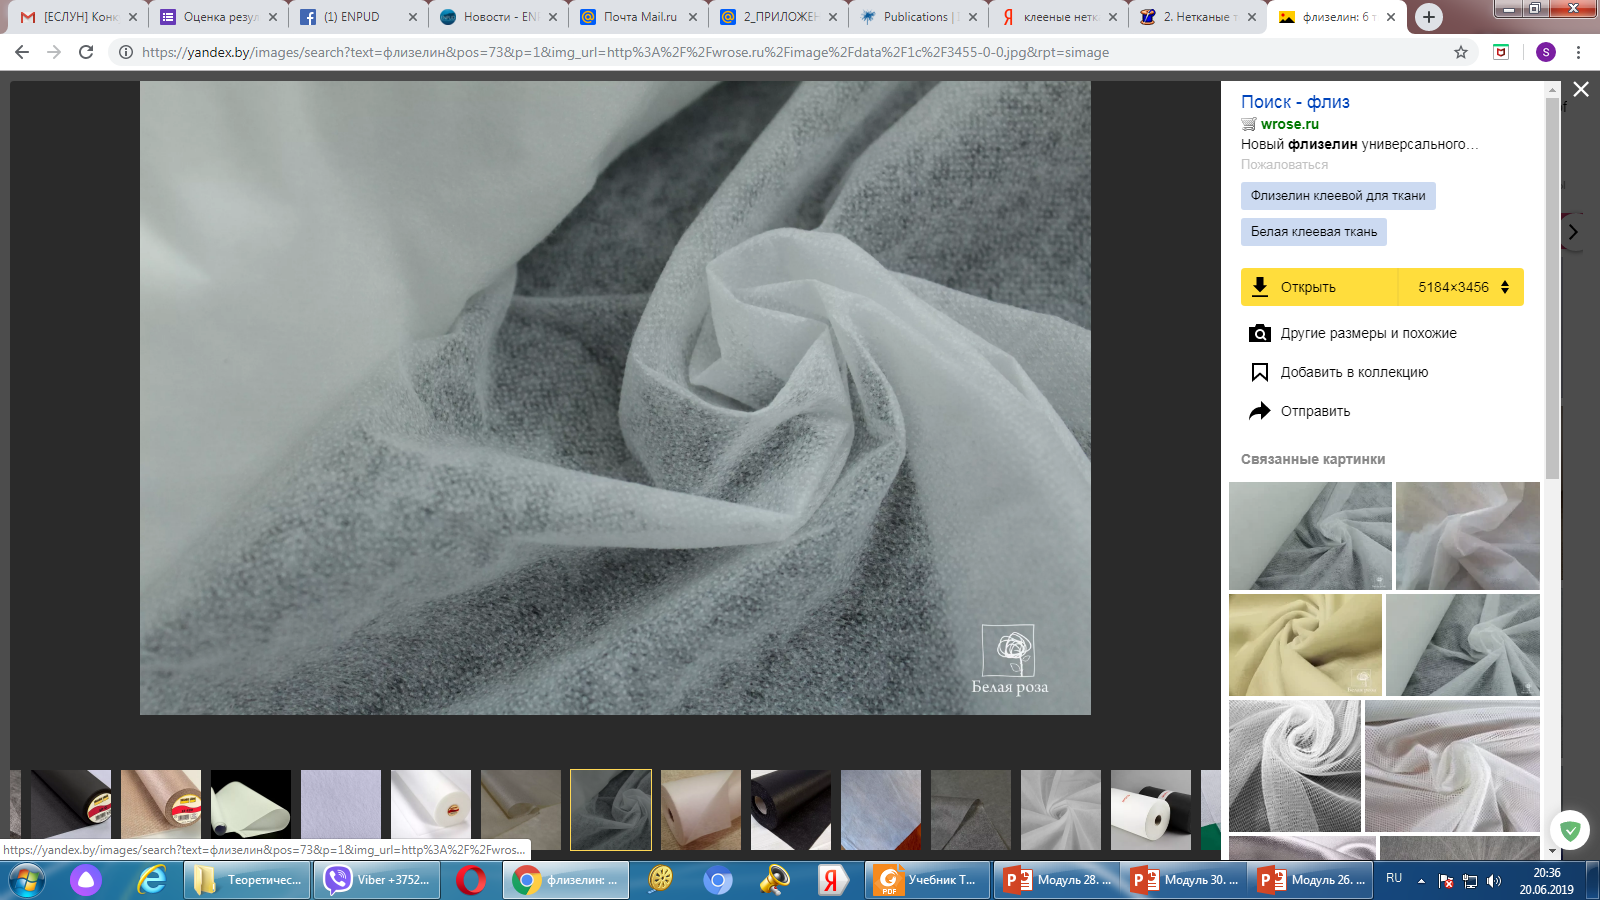 [ЕСЛУН] Конк
Оценка резул
(1) ENPUD
Новости - ENI
Почта Mail.ru
2_ПРИЛОЖЕН
Publications |
клееные нетк
2. Нетканые т
флизелин: 6 т
https://yandex.by/images/search?text=флизелин&pos=73&p=1&img_url=http%3A%2F%2Fwrose.ru%2Fimage%2Fdata%2F1c%2F3455-0-0.jpg&rpt=simage
S
Поиск - флиз
wrose.ru
Новый флизелин универсального…
Пожаловаться
Флизелин клеевой для ткани
Белая клеевая ткань
Открыть
5184×3456
Другие размеры и похожие
Добавить в коллекцию
Отправить
Связанные картинки
Белая роза
https://yandex.by/images/search?text=флизелин&pos=73&p=1&img_url=http%3A%2F%2Fwros...
Теоретичес...
Viber +3752...
флизелин: ...
Учебник Т...
Модуль 28. ...
Модуль 30. ...
Модуль 26. ...
RU
20:36
20.06.2019